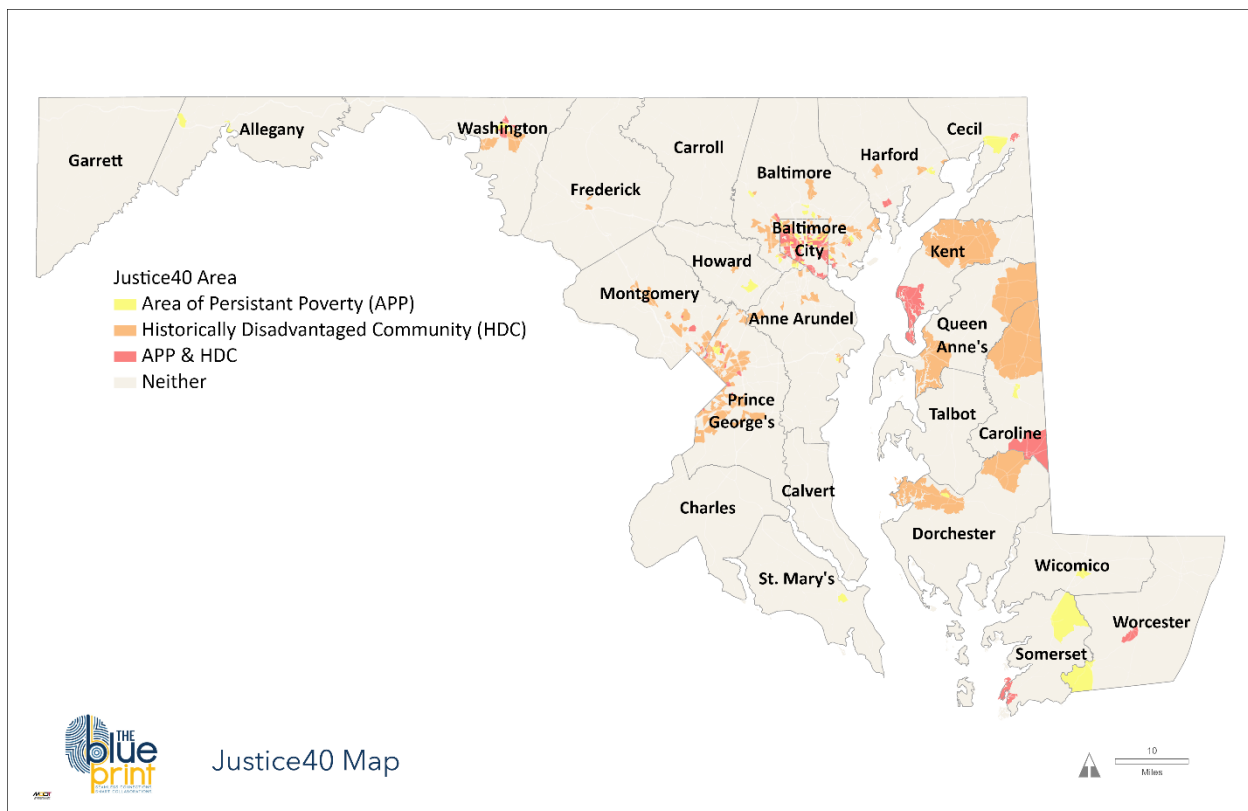 Cecil
Washington
Allegany
Carroll
Harford
Garrett
Baltimore
Frederick
Baltimore
City
Kent
Howard
Justice40 Area
Area of Persistant Poverty (APP)
Historically Disadvantaged Community (HDC)
APP & HDC
Neither
Montgomery
Anne Arundel
Queen
Anne's
Prince
George's
Talbot
Caroline
Calvert
Charles
Dorchester
St. Mary's
Wicomico
Worcester
Somerset
THE
blue
print
Justice40 Map
10
Miles